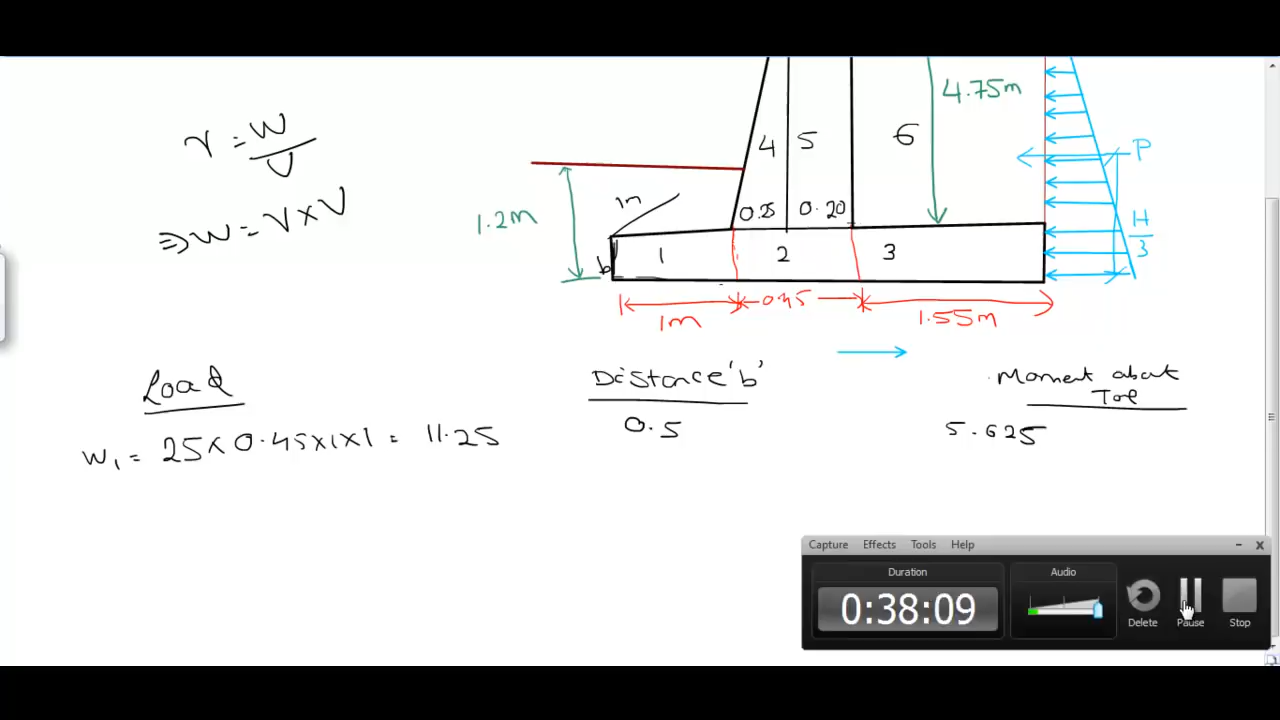 4.75m
γ = W
V
⇒ W = γ x V
4 5 6
P
1m
0.25 0.20
1.2m
H
3
b 1 2 3
1m 0.45 1.55m
Load Distance 'b' Moment about
Toe
W1 = 25 x 0.45 x 1 x 1 = 11.25 0.5 5.625
Capture Effects Tools Help
Duration Audio
0:38:09
Delete Pause Stop